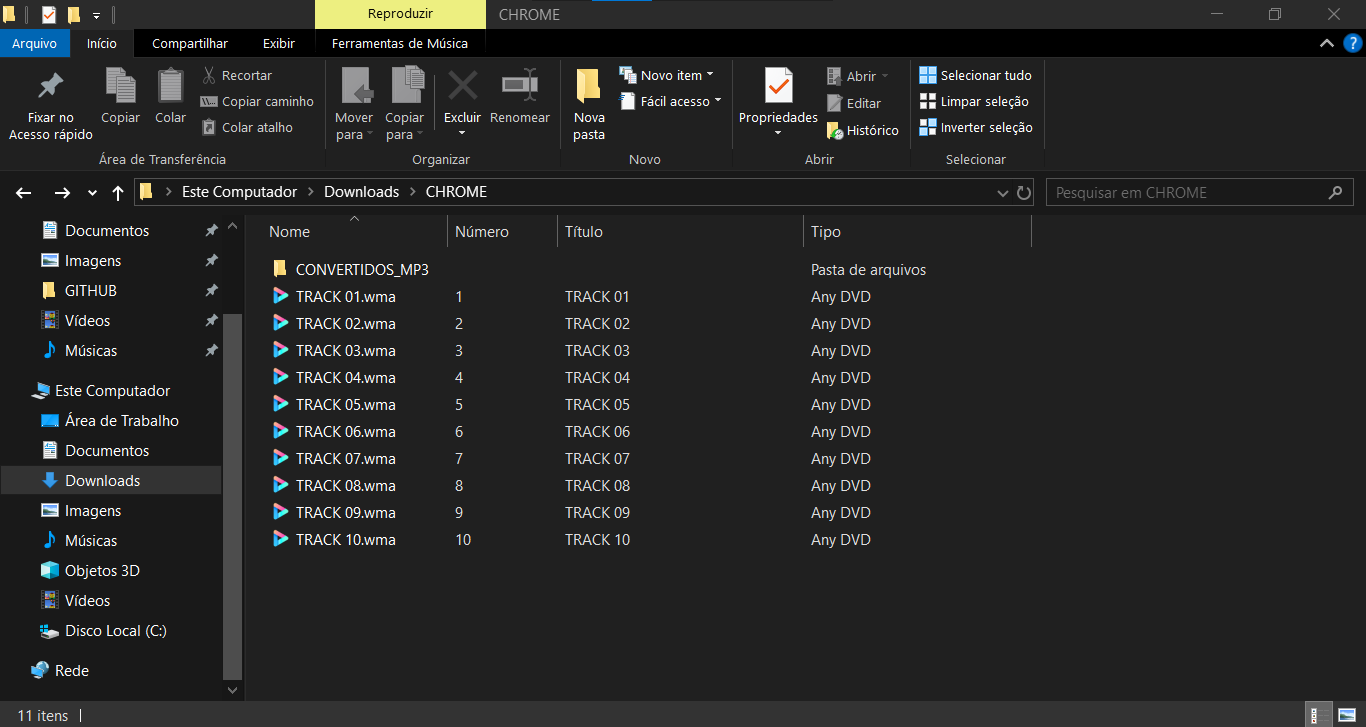 Reproduzir
CHROME
Arquivo
Início
Compartilhar
Exibir
Ferramentas de Música
Fixar no
Acesso rápido
Copiar
Colar
Recortar
Copiar caminho
Colar atalho
Área de Transferência
Mover
para
Copiar
para
Excluir
Renomear
Organizar
Nova
pasta
Novo item
Fácil acesso
Novo
Propriedades
Abrir
Editar
Histórico
Abrir
Selecionar tudo
Limpar seleção
Inverter seleção
Selecionar
Este Computador
Downloads
CHROME
Pesquisar em CHROME
Documentos
Imagens
GITHUB
Vídeos
Músicas
Este Computador
Área de Trabalho
Documentos
Downloads
Imagens
Músicas
Objetos 3D
Vídeos
Disco Local (C:)
Rede
Nome Número Título Tipo
CONVERTIDOS_MP3 Pasta de arquivos
TRACK 01.wma 1 TRACK 01 Any DVD
TRACK 02.wma 2 TRACK 02 Any DVD
TRACK 03.wma 3 TRACK 03 Any DVD
TRACK 04.wma 4 TRACK 04 Any DVD
TRACK 05.wma 5 TRACK 05 Any DVD
TRACK 06.wma 6 TRACK 06 Any DVD
TRACK 07.wma 7 TRACK 07 Any DVD
TRACK 08.wma 8 TRACK 08 Any DVD
TRACK 09.wma 9 TRACK 09 Any DVD
TRACK 10.wma 10 TRACK 10 Any DVD
11 itens